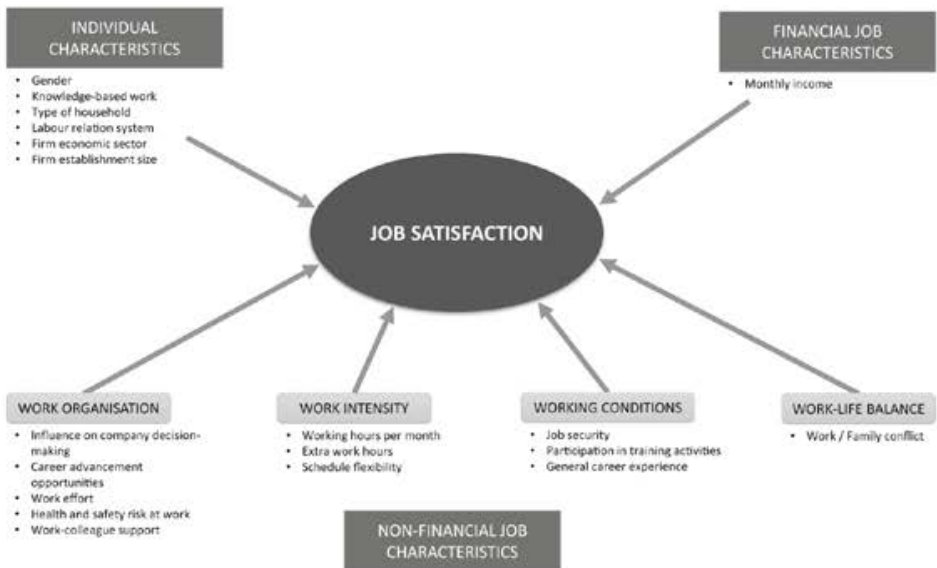 INDIVIDUAL
CHARACTERISTICS
• Gender
• Knowledge-based work
• Type of household
• Labour relation system
• Firm economic sector
• Firm establishment size
FINANCIAL JOB
CHARACTERISTICS
• Monthly income
JOB SATISFACTION
WORK ORGANISATION
• Influence on company decision-
making
• Career advancement
opportunities
• Work effort
• Health and safety risk at work
• Work-colleague support
WORK INTENSITY
• Working hours per month
• Extra work hours
• Schedule flexibility
WORKING CONDITIONS
• Job security
• Participation in training activities
• General career experience
WORK-LIFE BALANCE
• Work / Family conflict
NON-FINANCIAL JOB
CHARACTERISTICS